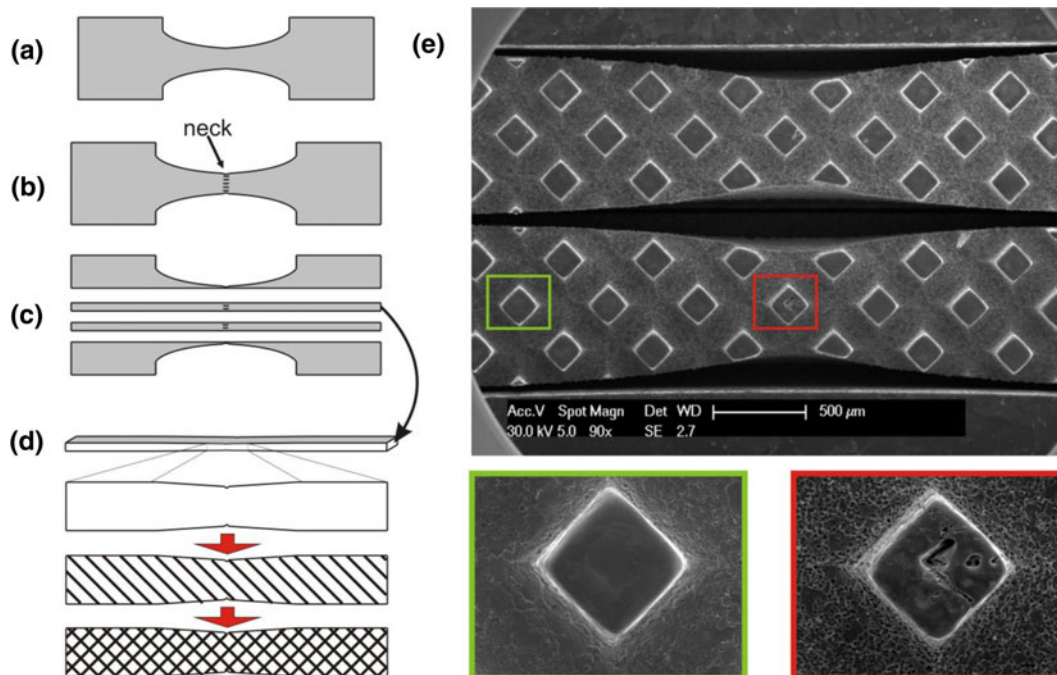 (a)
neck
(b)
(c)
(d)
(e)
Acc.V Spot Magn Det WD 500 µm
30.0 kV 5.0 90x SE 2.7